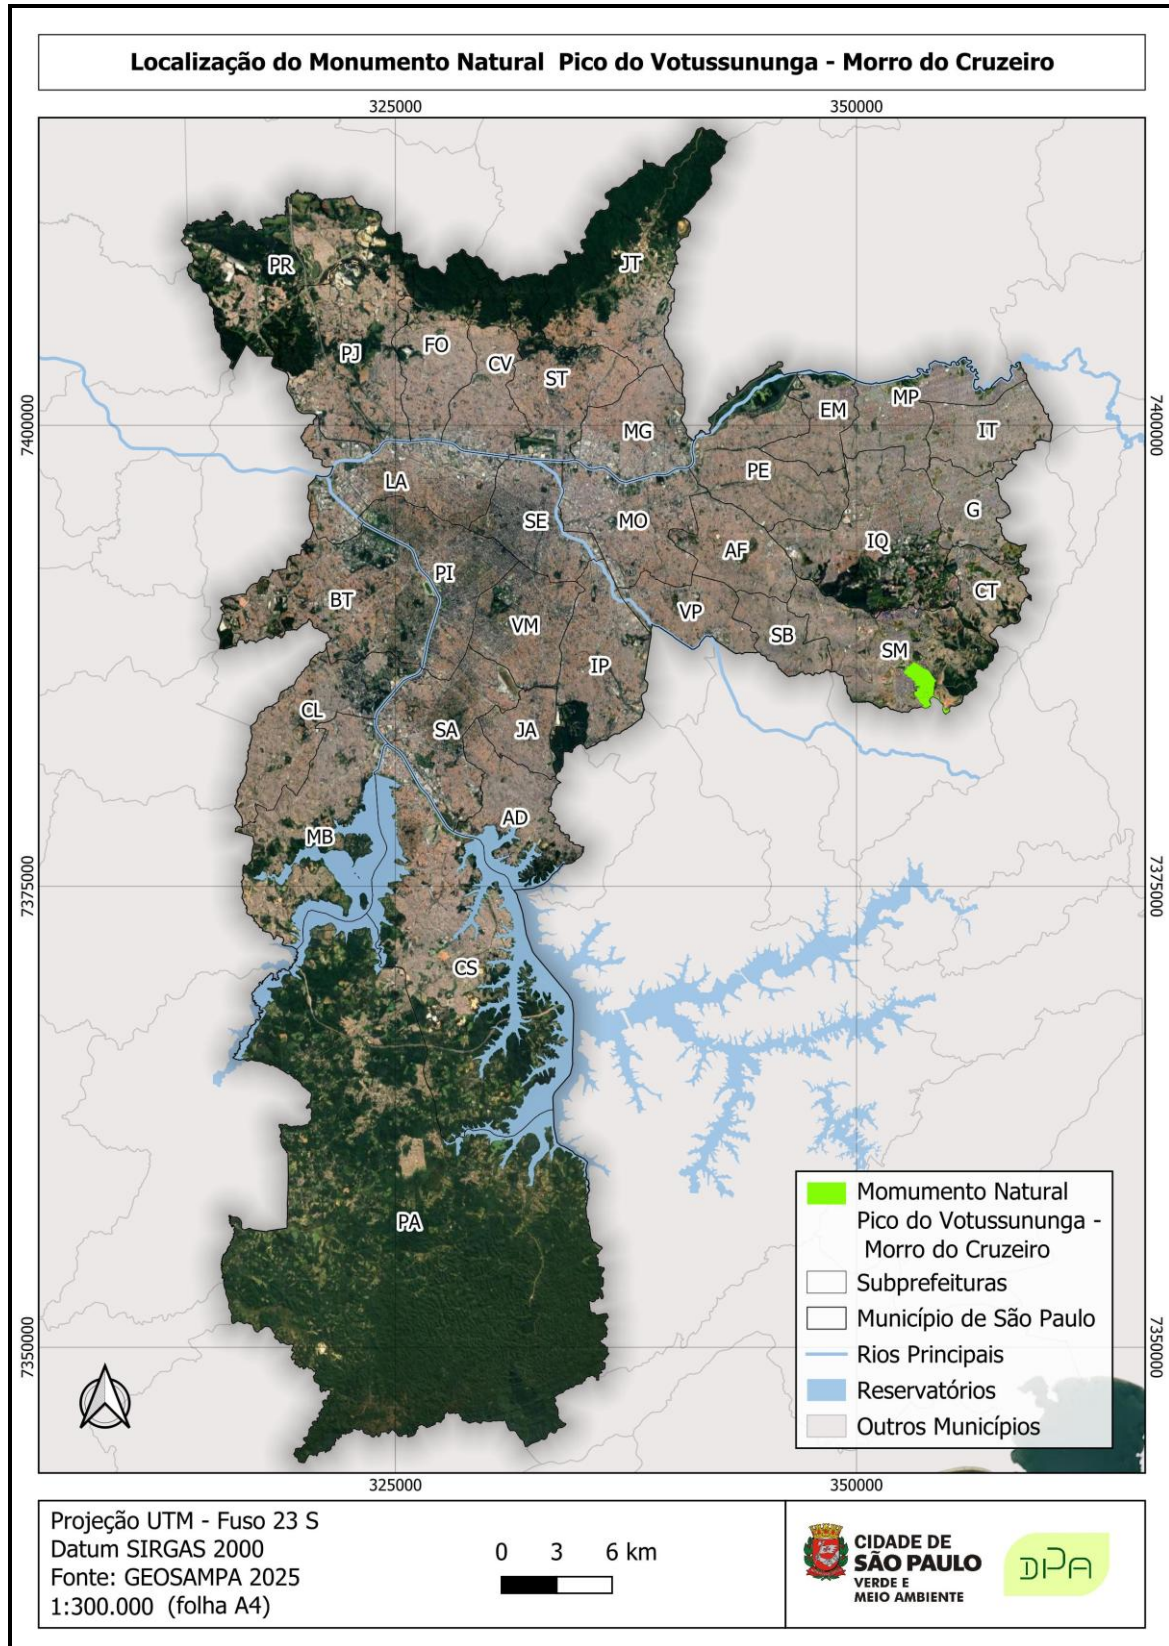 Localização do Monumento Natural Pico do Votussununga - Morro do Cruzeiro
325000
350000
PR
JT
PJ
FO
CV
ST
MP
EM
7400000
7400000
MG
IT
PE
LA
G
SE
MO
IQ
AF
PI
CT
BT
VP
VM
SB
SM
IP
CL
SA
JA
AD
MB
7375000
7375000
CS
PA
Momumento Natural
Pico do Votussununga -
Morro do Cruzeiro
Subprefeituras
Município de São Paulo
Rios Principais
Reservatórios
Outros Municípios
7350000
7350000
325000
350000
Projeção UTM - Fuso 23 S
Datum SIRGAS 2000
Fonte: GEOSAMPA 2025
1:300.000 (folha A4)
0 3 6 km
CIDADE DE
SÃO PAULO
VERDE E
MEIO AMBIENTE
DPA